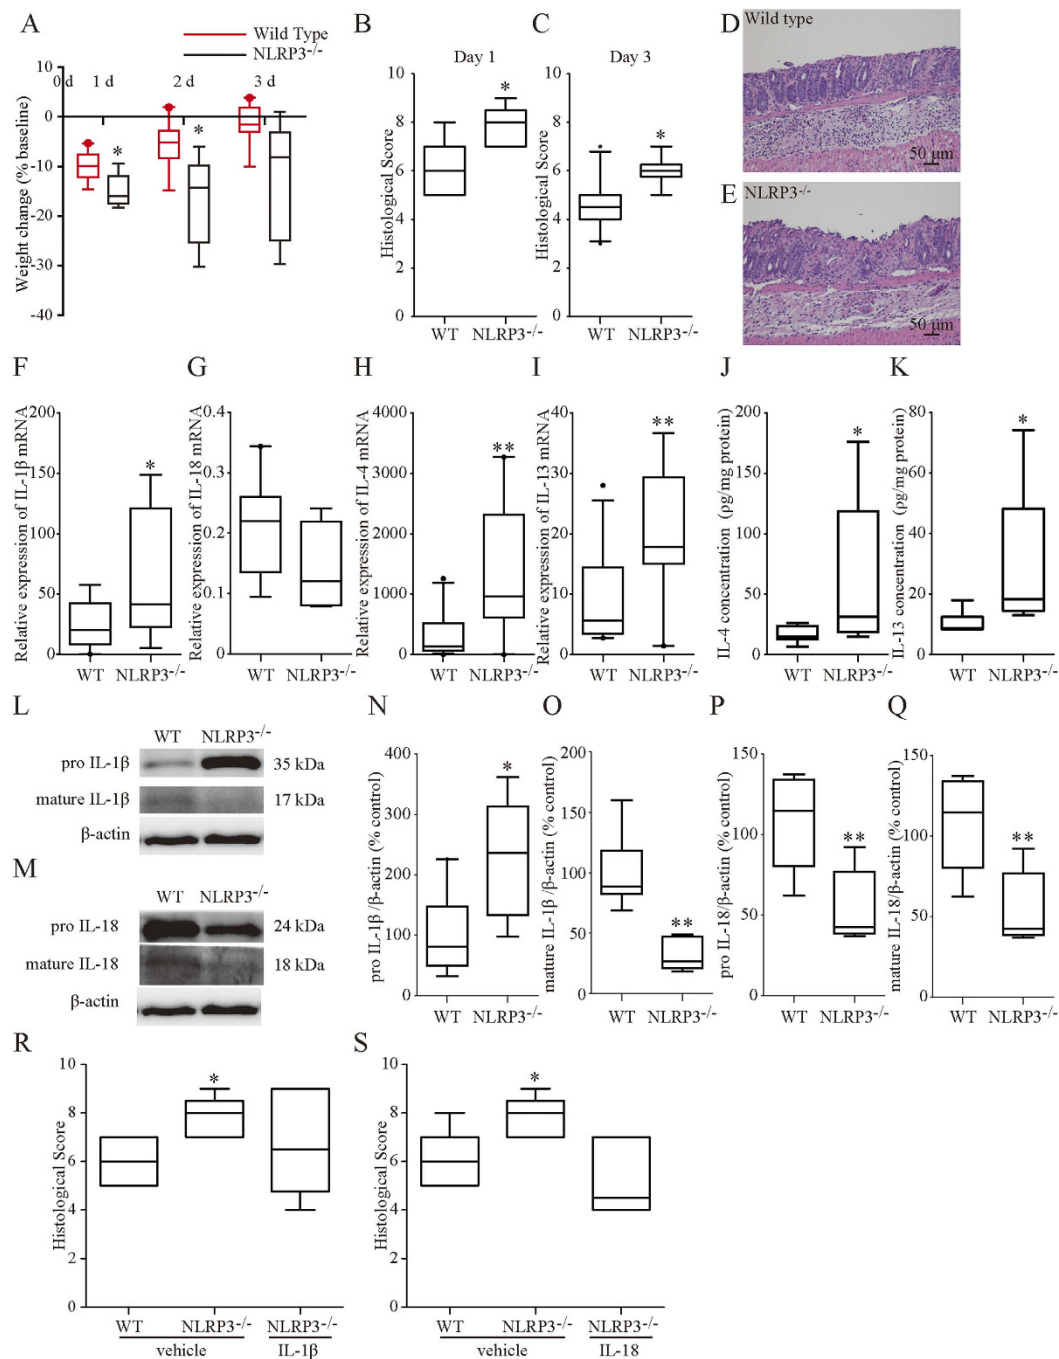 A
Wild Type
NLRP3-/-
Weight change (% baseline)
10
0
-10
-20
-30
-40
0 d
1 d
2 d
3 d
*
*
B
Day 1
Histological Score
10
8
6
4
2
0
*
WT
NLRP3-/-
C
Day 3
Histological Score
10
8
6
4
2
0
*
WT
NLRP3-/-
D
Wild type
50 μm
E
NLRP3-/-
50 μm
F
Relative expression of IL-1β mRNA
200
150
100
50
0
*
WT
NLRP3-/-
G
Relative expression of IL-18 mRNA
0.4
0.3
0.2
0.1
0.0
WT
NLRP3-/-
H
Relative expression of IL-4 mRNA
4000
3000
2000
1000
0
**
WT
NLRP3-/-
I
Relative expression of IL-13 mRNA
40
30
20
10
0
**
WT
NLRP3-/-
J
IL-4 concentration (ρg/mg protein)
200
150
100
50
0
*
WT
NLRP3-/-
K
IL-13 concentration (ρg/mg protein)
80
60
40
20
0
*
WT
NLRP3-/-
L
WT NLRP3-/-
pro IL-1β 35 kDa
mature IL-1β 17 kDa
β-actin
M
WT NLRP3-/-
pro IL-18 24 kDa
mature IL-18 18 kDa
β-actin
N
pro IL-1β /β-actin (% control)
400
300
200
100
0
*
WT
NLRP3-/-
O
mature IL-1β /β-actin (% control)
200
150
100
50
0
**
WT
NLRP3-/-
P
pro IL-18/β-actin (% control)
150
100
50
0
**
WT
NLRP3-/-
Q
mature IL-18/β-actin (% control)
150
100
50
0
**
WT
NLRP3-/-
R
Histological Score
10
8
6
4
2
0
*
WT
NLRP3-/-
NLRP3-/-
vehicle
IL-1β
S
Histological Score
10
8
6
4
2
0
*
WT
NLRP3-/-
NLRP3-/-
vehicle
IL-18